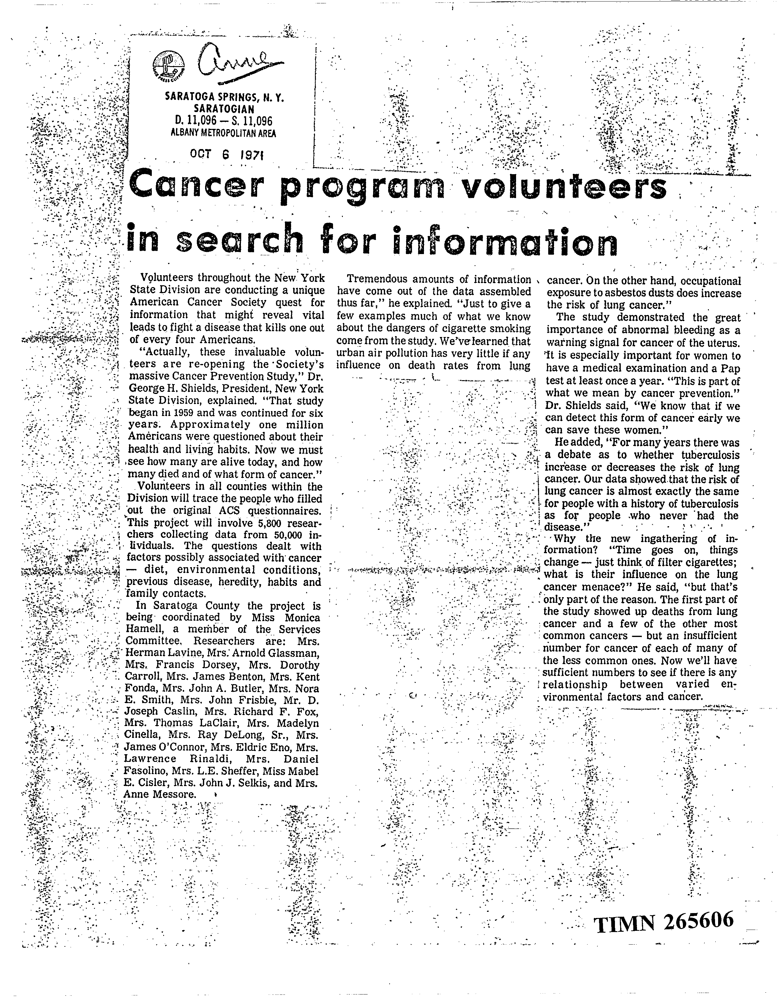 anne
SARATOGA SPRINGS, N. Y.
SARATOGIAN
D. 11,096 — S. 11,096
ALBANY METROPOLITAN AREA
OCT 6 1971
Cancer program volunteers
in search for information
Volunteers throughout the New York
State Division are conducting a unique
American Cancer Society quest for
information that might reveal vital
leads to fight a disease that kills one out
of every four Americans.
"Actually, these invaluable volun-
teers are re-opening the Society's
massive Cancer Prevention Study," Dr.
George H. Shields, President, New York
State Division, explained. "That study
began in 1959 and was continued for six
years. Approximately one million
Americans were questioned about their
health and living habits. Now we must
see how many are alive today, and how
many died and of what form of cancer."
Volunteers in all counties within the
Division will trace the people who filled
out the original ACS questionnaires.
This project will involve 5,800 resear-
chers collecting data from 50,000 in-
lividuals. The questions dealt with
factors possibly associated with cancer
— diet, environmental conditions,
previous disease, heredity, habits and
family contacts.
In Saratoga County the project is
being coordinated by Miss Monica
Hamell, a member of the Services
Committee. Researchers are: Mrs.
Herman Lavine, Mrs. Arnold Glassman,
Mrs. Francis Dorsey, Mrs. Dorothy
Carroll, Mrs. James Benton, Mrs. Kent
Fonda, Mrs. John A. Butler, Mrs. Nora
E. Smith, Mrs. John Frisbie, Mr. D.
Joseph Caslin, Mrs. Richard F. Fox,
Mrs. Thomas LaClair, Mrs. Madelyn
Cinella, Mrs. Ray DeLong, Sr., Mrs.
James O'Connor, Mrs. Eldric Eno, Mrs.
Lawrence Rinaldi, Mrs. Daniel
Fasolino, Mrs. L.E. Sheffer, Miss Mabel
E. Cisler, Mrs. John J. Selkis, and Mrs.
Anne Messore.
Tremendous amounts of information
have come out of the data assembled
thus far," he explained. "Just to give a
few examples much of what we know
about the dangers of cigarette smoking
come from the study. We've learned that
urban air pollution has very little if any
influence on death rates from lung
cancer. On the other hand, occupational
exposure to asbestos dusts does increase
the risk of lung cancer."
The study demonstrated the great
importance of abnormal bleeding as a
warning signal for cancer of the uterus.
"It is especially important for women to
have a medical examination and a Pap
test at least once a year. "This is part of
what we mean by cancer prevention."
Dr. Shields said, "We know that if we
can detect this form of cancer early we
can save these women."
He added, "For many years there was
a debate as to whether tuberculosis
increase or decreases the risk of lung
cancer. Our data showed that the risk of
lung cancer is almost exactly the same
for people with a history of tuberculosis
as for people who never had the
disease."
Why the new ingathering of in-
formation? "Time goes on, things
change — just think of filter cigarettes;
what is their influence on the lung
cancer menace?" He said, "but that's
only part of the reason. The first part of
the study showed up deaths from lung
cancer and a few of the other most
common cancers — but an insufficient
number for cancer of each of many of
the less common ones. Now we'll have
sufficient numbers to see if there is any
relationship between varied en-
vironmental factors and cancer.
TIMN 265606